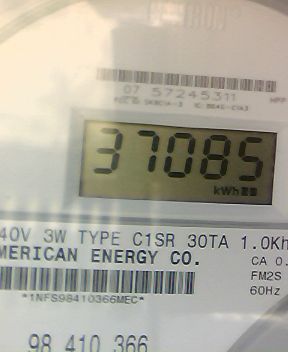 07 57245311
37085
kWh
40V 3W TYPE C1SR 30TA 1.0Kh
MERICAN ENERGY CO.
CA 0.
FM2S
60Hz
*1NFS98410366MEC*
98 410 366